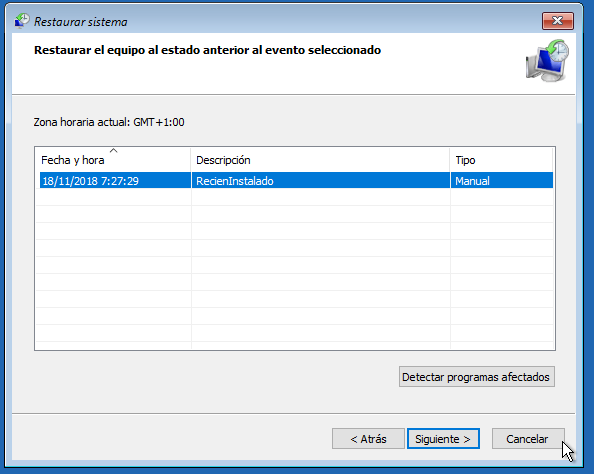 Restaurar sistema
Restaurar el equipo al estado anterior al evento seleccionado
Zona horaria actual: GMT+1:00
Fecha y hora Descripción Tipo
18/11/2018 7:27:29 RecienInstalado Manual
Detectar programas afectados
< Atrás Siguiente > Cancelar